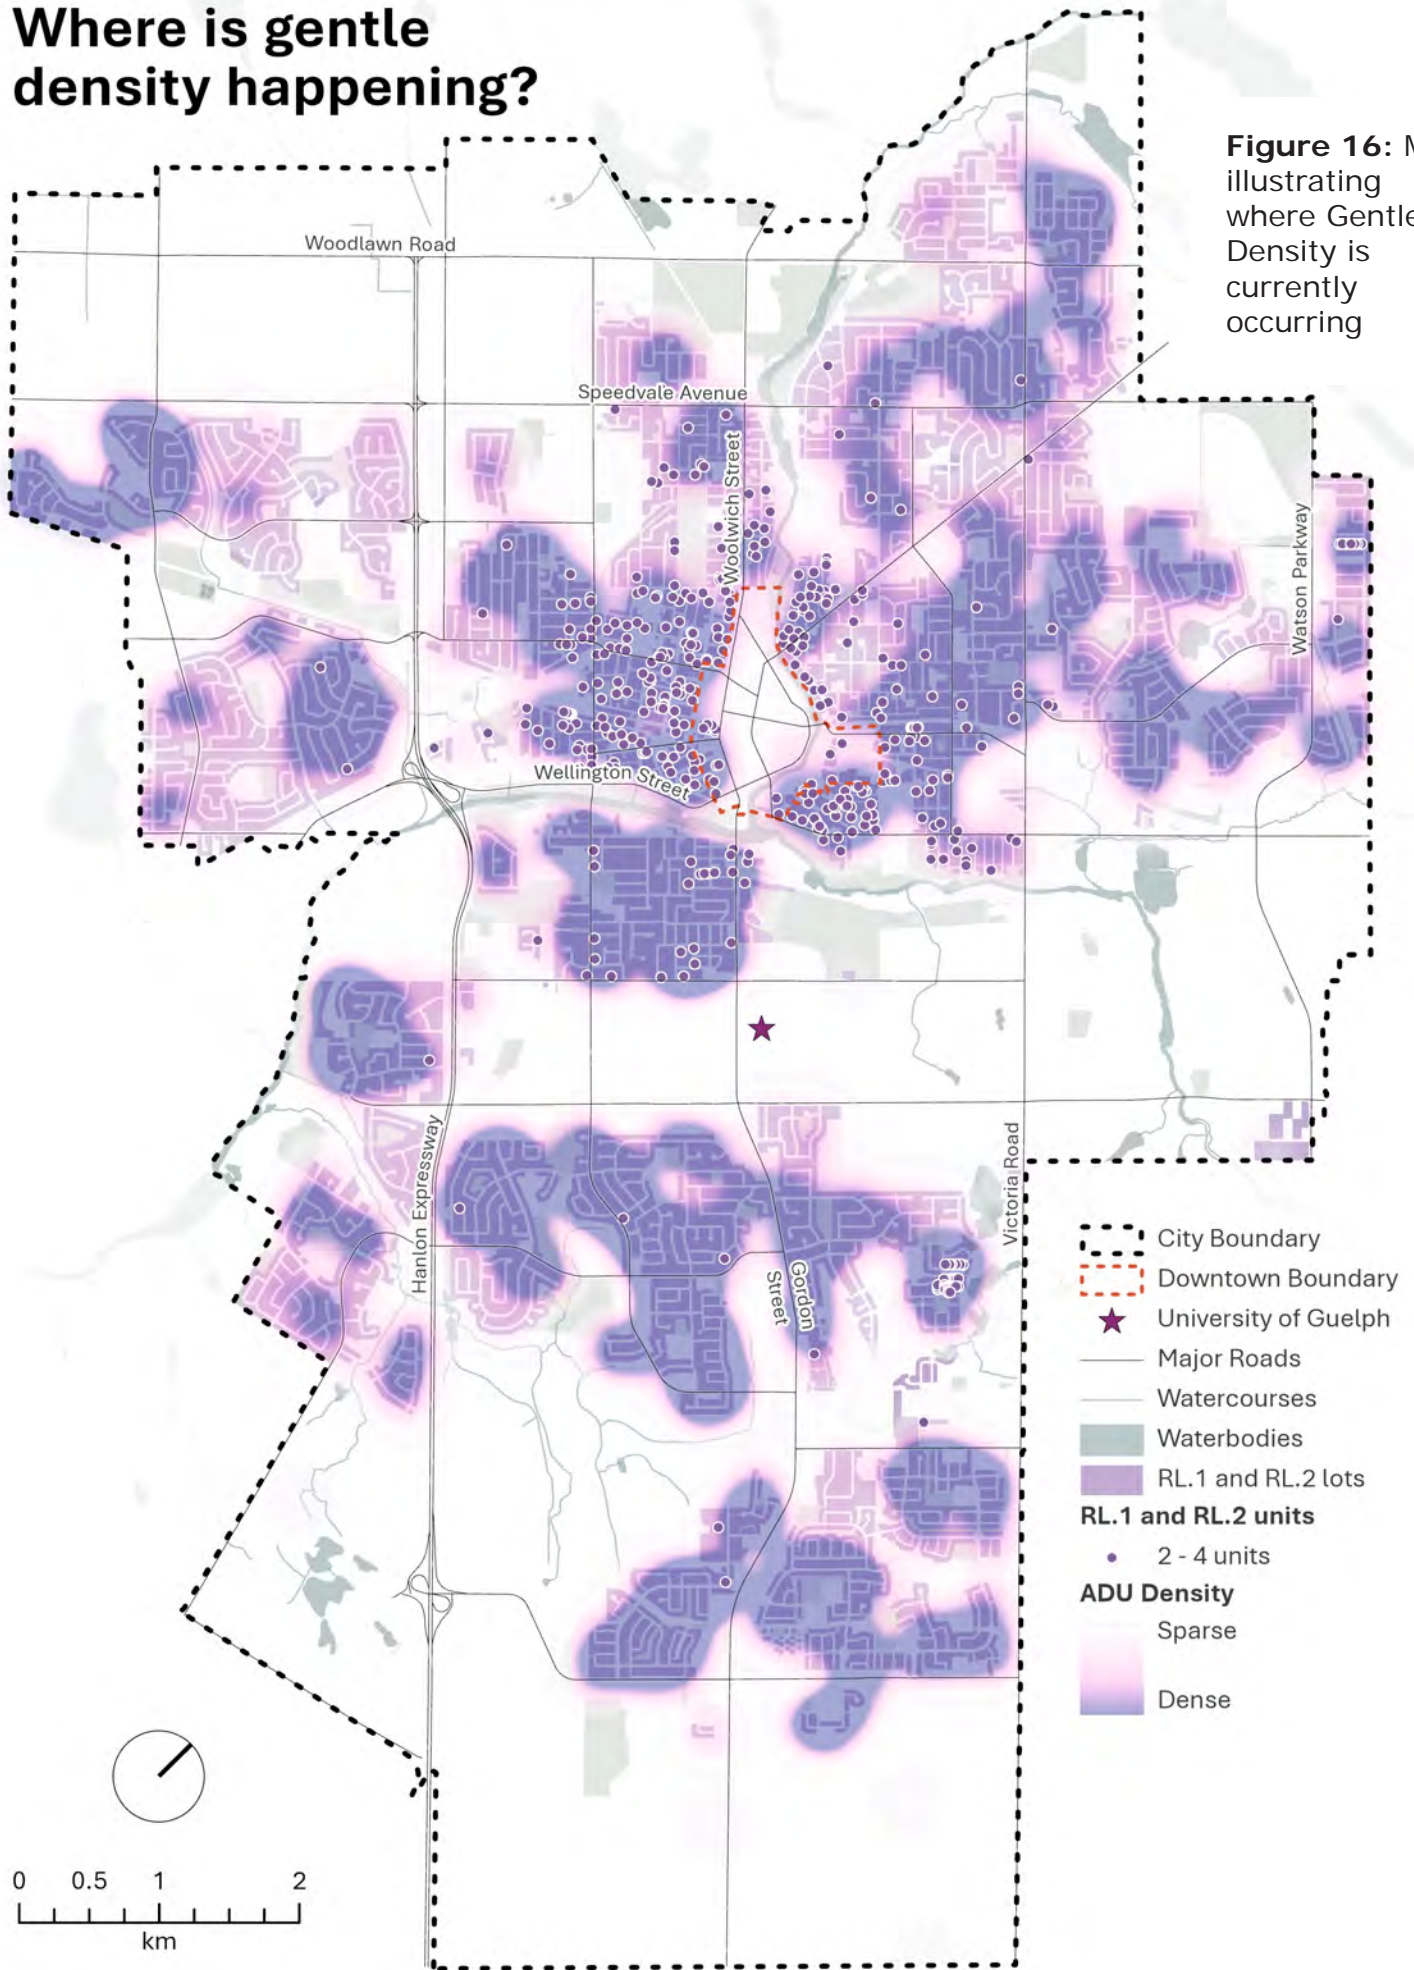 Where is gentle
density happening?
Figure 16:
illustrating
where Gentle
Density is
currently
occurring
Woodlawn Road
Speedvale Avenue
Woolwich Street
Watson Parkway
Wellington Street
Hanlon Expressway
Victoria Road
Gordon
Street
City Boundary
Downtown Boundary
University of Guelph
Major Roads
Watercourses
Waterbodies
RL.1 and RL.2 lots
RL.1 and RL.2 units
2 - 4 units
ADU Density
Sparse
Dense
0 0.5 1 2
km